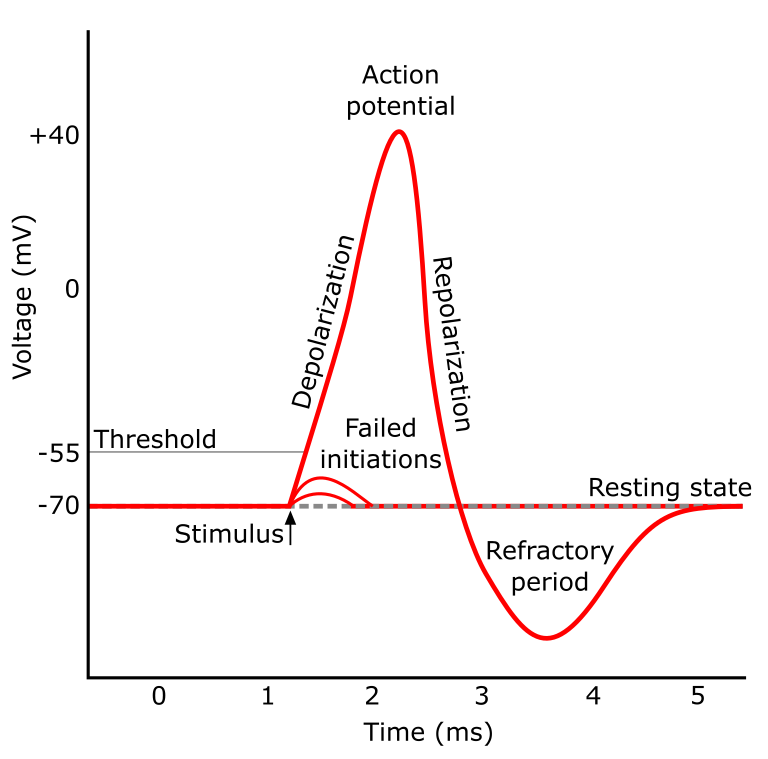 Action
potential
+40
Voltage (mV)
0
Depolarization
Repolarization
Failed
initiations
Threshold
-55
-70
Resting state
Stimulus
Refractory
period
0 1 2 3 4 5
Time (ms)